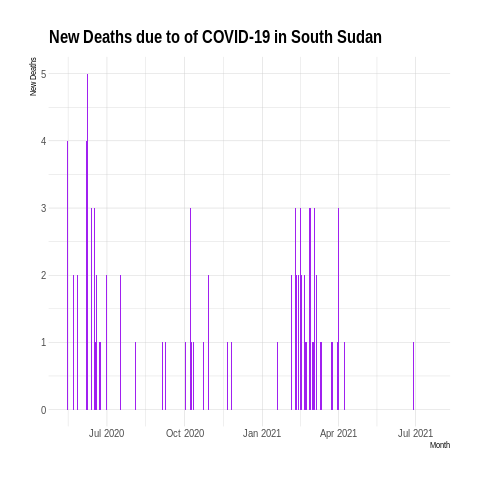 New Deaths due to of COVID-19 in South Sudan
New Deaths
5
4
3
2
1
0
Jul 2020 Oct 2020 Jan 2021 Apr 2021 Jul 2021
Month